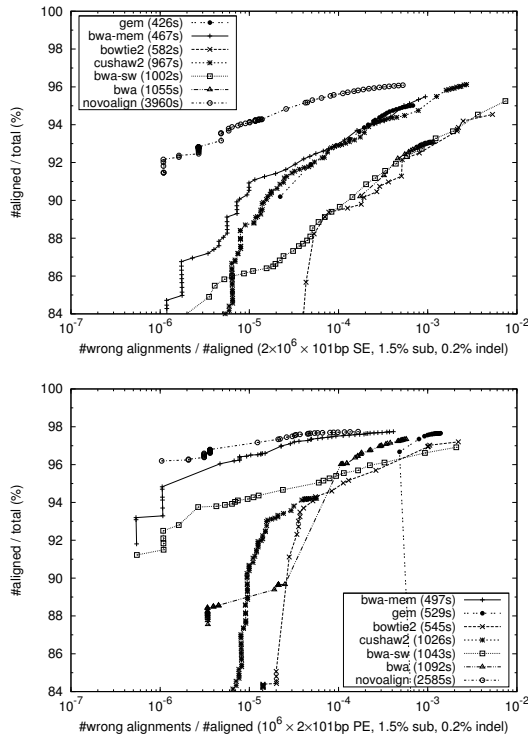 #aligned / total (%)
gem (426s)
bwa-mem (467s)
bowtie2 (582s)
cushaw2 (967s)
bwa-sw (1002s)
bwa (1055s)
novoalign (3960s)
100
98
96
94
92
90
88
86
84
10^-7
10^-6
10^-5
10^-4
10^-3
10^-2
#wrong alignments / #aligned (2×10^6 × 101bp SE, 1.5% sub, 0.2% indel)
#aligned / total (%)
100
98
96
94
92
90
88
86
84
bwa-mem (497s)
gem (529s)
bowtie2 (545s)
cushaw2 (1026s)
bwa-sw (1043s)
bwa (1092s)
novoalign (2585s)
10^-7
10^-6
10^-5
10^-4
10^-3
10^-2
#wrong alignments / #aligned (10^6 × 2×101bp PE, 1.5% sub, 0.2% indel)